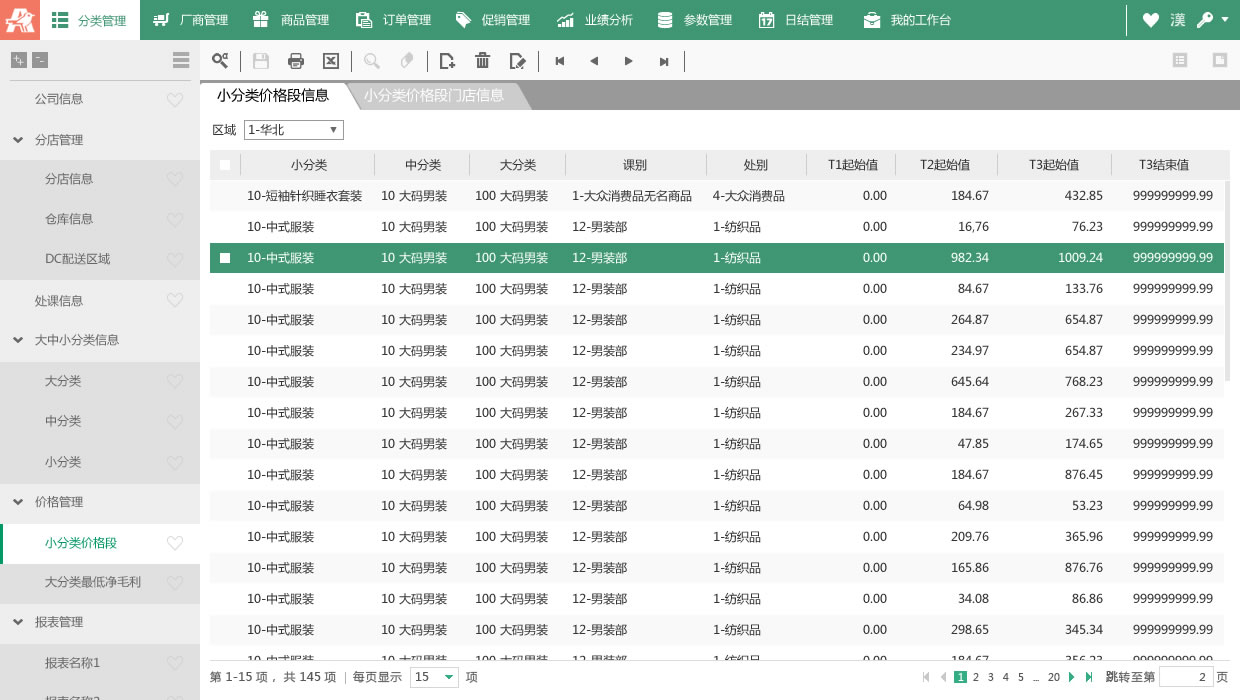 分类管理 厂商管理 商品管理 订单管理 促销管理 业绩分析 参数管理 日结管理 我的工作台 漢
公司信息
分店管理
分店信息
仓库信息
DC配送区域
处课信息
大中小分类信息
大分类
中分类
小分类
价格管理
小分类价格段
大分类最低净毛利
报表管理
报表名称1
小分类价格段信息 小分类价格段门店信息
区域 1-华北
小分类 中分类 大分类 课别 处别 T1起始值 T2起始值 T3起始值 T3结束值
10-短袖针织睡衣套装 10 大码男装 100 大码男装 1-大众消费品无名商品 4-大众消费品 0.00 184.67 432.85 999999999.99
10-中式服装 10 大码男装 100 大码男装 12-男装部 1-纺织品 0.00 16,76 76.23 999999999.99
10-中式服装 10 大码男装 100 大码男装 12-男装部 1-纺织品 0.00 982.34 1009.24 999999999.99
10-中式服装 10 大码男装 100 大码男装 12-男装部 1-纺织品 0.00 84.67 133.76 999999999.99
10-中式服装 10 大码男装 100 大码男装 12-男装部 1-纺织品 0.00 264.87 654.87 999999999.99
10-中式服装 10 大码男装 100 大码男装 12-男装部 1-纺织品 0.00 234.97 654.87 999999999.99
10-中式服装 10 大码男装 100 大码男装 12-男装部 1-纺织品 0.00 645.64 768.23 999999999.99
10-中式服装 10 大码男装 100 大码男装 12-男装部 1-纺织品 0.00 184.67 267.33 999999999.99
10-中式服装 10 大码男装 100 大码男装 12-男装部 1-纺织品 0.00 47.85 174.65 999999999.99
10-中式服装 10 大码男装 100 大码男装 12-男装部 1-纺织品 0.00 184.67 876.45 999999999.99
10-中式服装 10 大码男装 100 大码男装 12-男装部 1-纺织品 0.00 64.98 53.23 999999999.99
10-中式服装 10 大码男装 100 大码男装 12-男装部 1-纺织品 0.00 209.76 365.96 999999999.99
10-中式服装 10 大码男装 100 大码男装 12-男装部 1-纺织品 0.00 165.86 876.76 999999999.99
10-中式服装 10 大码男装 100 大码男装 12-男装部 1-纺织品 0.00 34.08 86.86 999999999.99
10-中式服装 10 大码男装 100 大码男装 12-男装部 1-纺织品 0.00 298.65 345.34 999999999.99
第 1-15 项，共 145 项 | 每页显示 15 项 1 2 3 4 5 ... 20 跳转至第 2 页